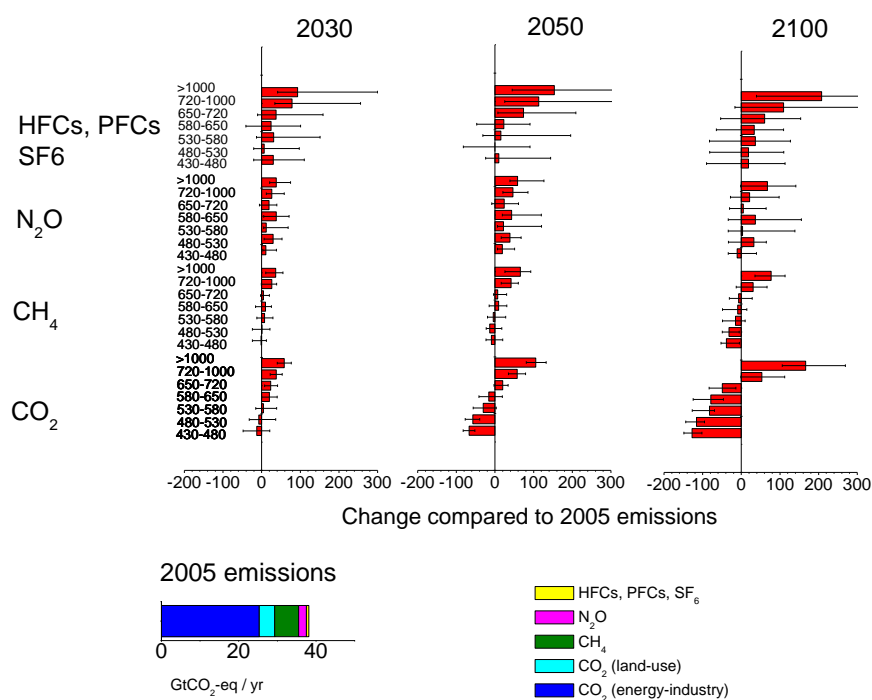 2030
2050
2100
HFCs, PFCs
SF6
>1000
720-1000
650-720
580-650
530-580
480-530
430-480
N₂O
>1000
720-1000
650-720
580-650
530-580
480-530
430-480
CH₄
>1000
720-1000
650-720
580-650
530-580
480-530
430-480
CO₂
>1000
720-1000
650-720
580-650
530-580
480-530
430-480
-200 -100 0 100 200 300
-200 -100 0 100 200 300
-200 -100 0 100 200 300
Change compared to 2005 emissions
2005 emissions
0 20 40
GtCO₂-eq / yr
HFCs, PFCs, SF₆
N₂O
CH₄
CO₂ (land-use)
CO₂ (energy-industry)